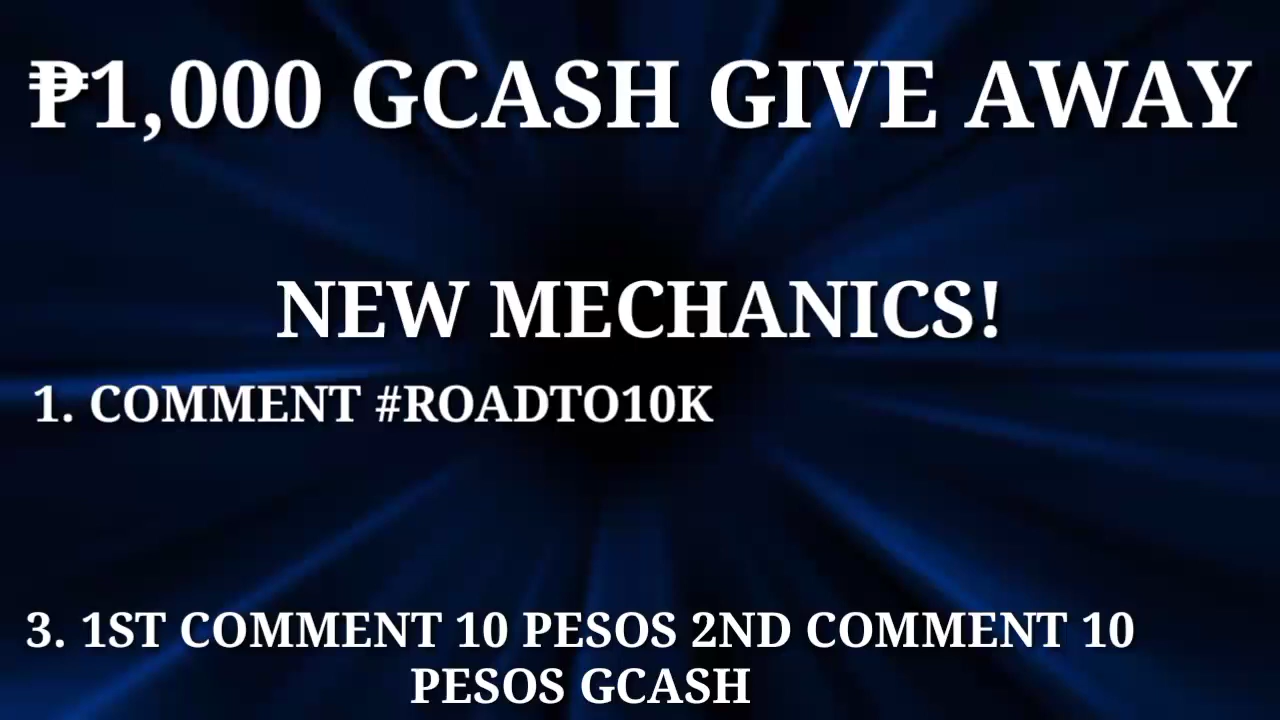 ₱1,000 GCASH GIVE AWAY
NEW MECHANICS!
1. COMMENT #ROADTO10K
3. 1ST COMMENT 10 PESOS 2ND COMMENT 10
PESOS GCASH